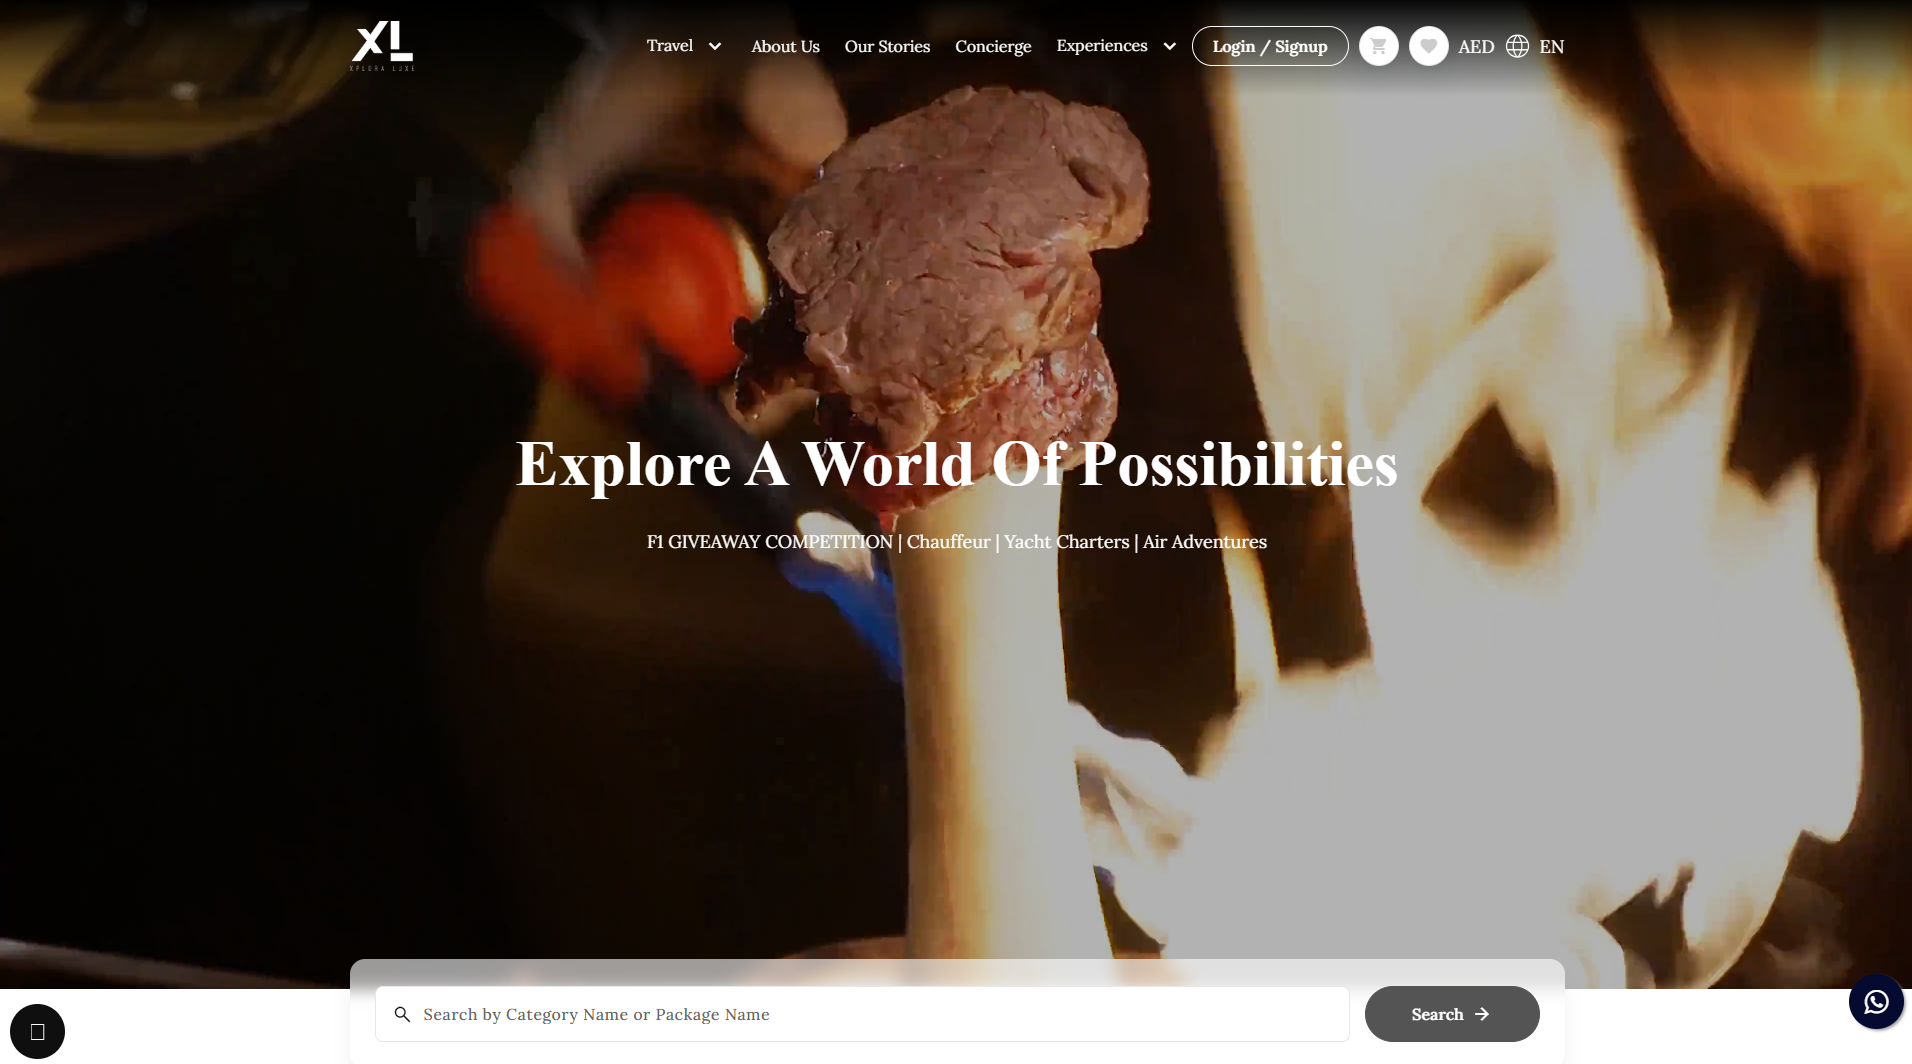 XL
XPLORA LUXE
Travel About Us Our Stories Concierge Experiences Login / Signup AED EN
Explore A World Of Possibilities
F1 GIVEAWAY COMPETITION | Chauffeur | Yacht Charters | Air Adventures
Search by Category Name or Package Name
Search